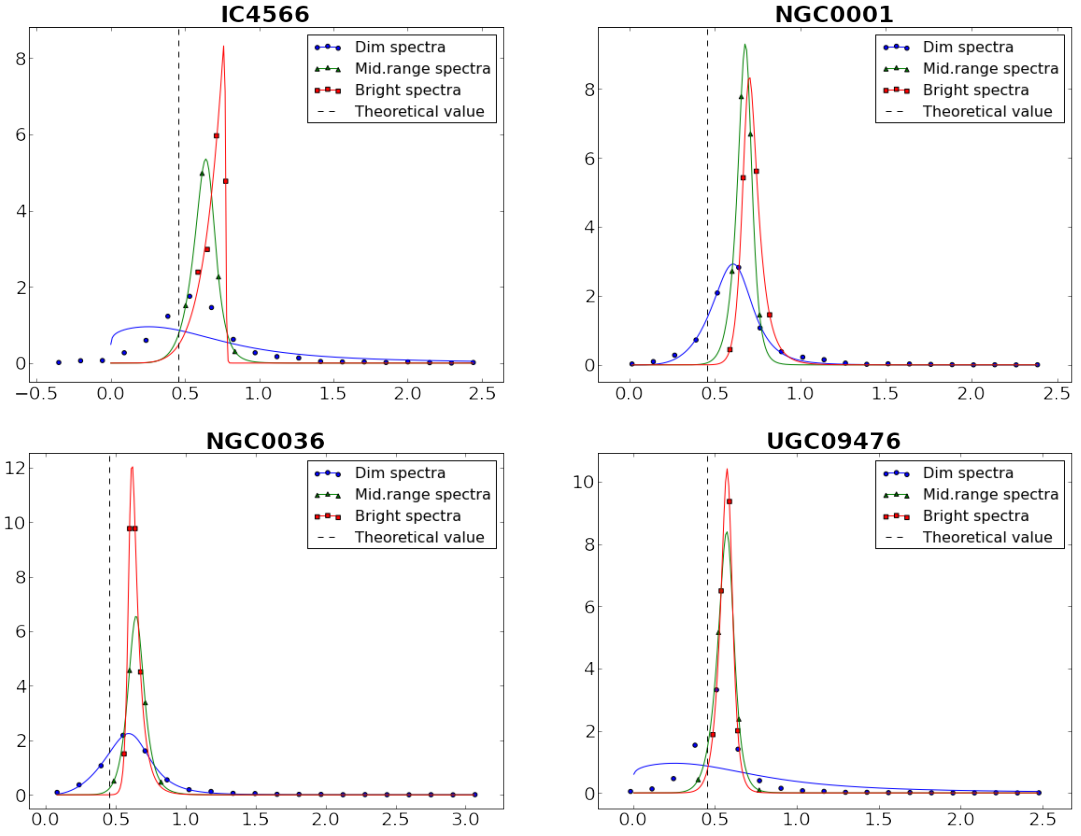 IC4566
Dim spectra
Mid.range spectra
Bright spectra
Theoretical value
8
6
4
2
0
−0.5 0.0 0.5 1.0 1.5 2.0 2.5
NGC0001
Dim spectra
Mid.range spectra
Bright spectra
Theoretical value
8
6
4
2
0
0.0 0.5 1.0 1.5 2.0 2.5
NGC0036
Dim spectra
Mid.range spectra
Bright spectra
Theoretical value
12
10
8
6
4
2
0
0.0 0.5 1.0 1.5 2.0 2.5 3.0
UGC09476
Dim spectra
Mid.range spectra
Bright spectra
Theoretical value
10
8
6
4
2
0
0.0 0.5 1.0 1.5 2.0 2.5